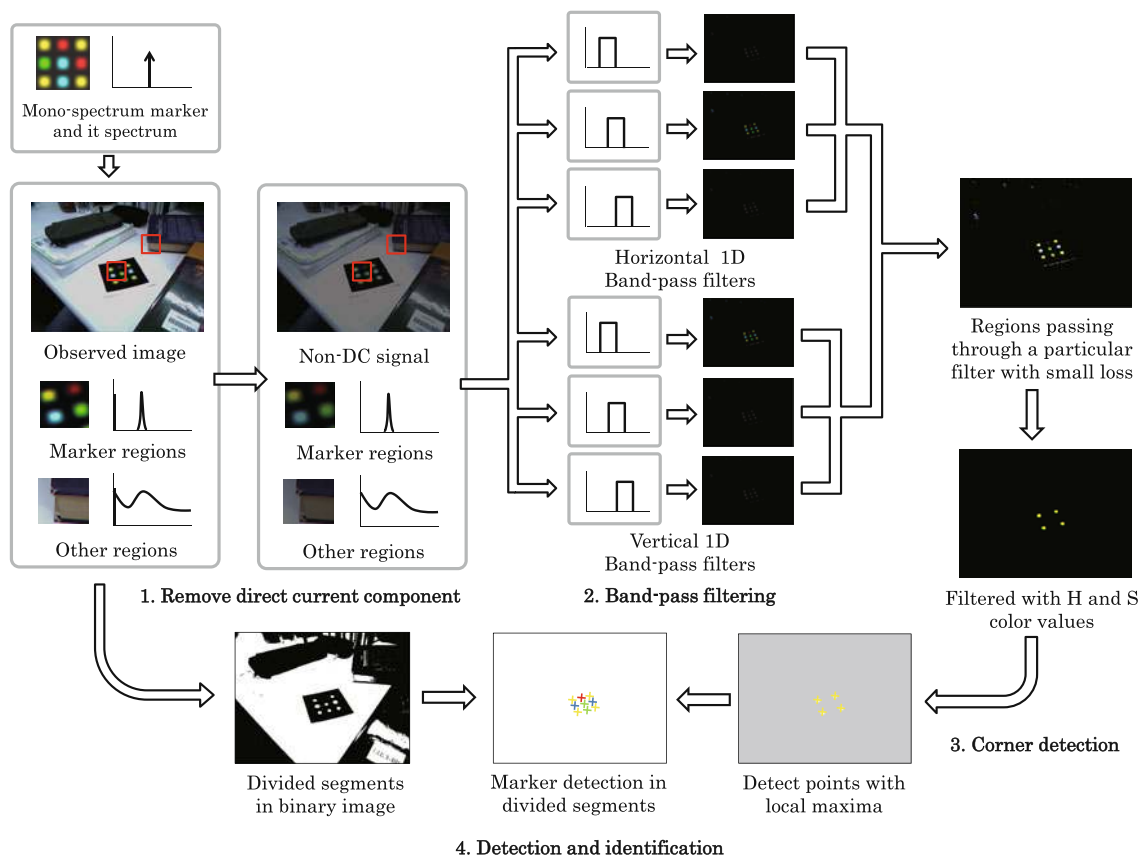 Mono-spectrum marker
and it spectrum
Observed image
Marker regions
Other regions
Non-DC signal
Marker regions
Other regions
1. Remove direct current component
Horizontal 1D
Band-pass filters
Vertical 1D
Band-pass filters
2. Band-pass filtering
Regions passing
through a particular
filter with small loss
Filtered with H and S
color values
3. Corner detection
Divided segments
in binary image
Marker detection in
divided segments
Detect points with
local maxima
4. Detection and identification